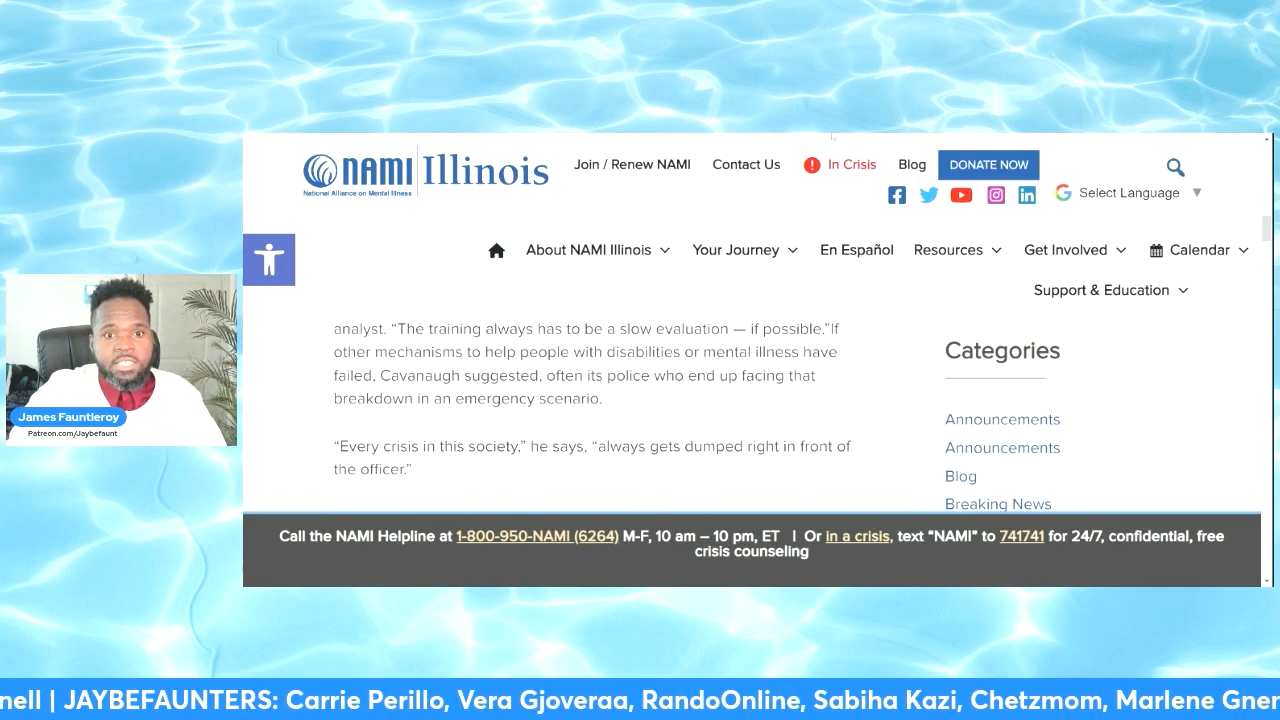 NAMI Illinois
National Alliance on Mental Illness
Join / Renew NAMI
Contact Us
In Crisis
Blog
DONATE NOW
Select Language
About NAMI Illinois
Your Journey
En Español
Resources
Get Involved
Calendar
Support & Education
analyst. “The training always has to be a slow evaluation — if possible.”If
other mechanisms to help people with disabilities or mental illness have
failed, Cavanaugh suggested, often its police who end up facing that
breakdown in an emergency scenario.
“Every crisis in this society,” he says, “always gets dumped right in front of
the officer.”
Categories
Announcements
Announcements
Blog
Breaking News
Call the NAMI Helpline at 1-800-950-NAMI (6264) M-F, 10 am – 10 pm, ET | Or in a crisis, text “NAMI” to 741741 for 24/7, confidential, free
crisis counseling
James Fauntleroy
Patreon.com/Jaybefaunt
nell | JAYBEFAUNTERS: Carrie Perillo, Vera Gjoveraa, RandoOnline, Sabiha Kazi, Chetzmom, Marlene Gner